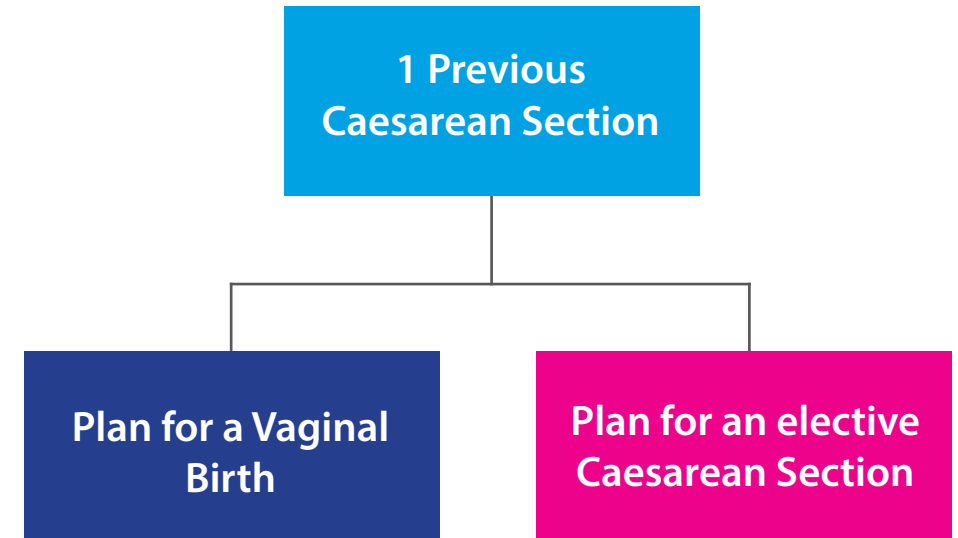 1 Previous
Caesarean Section
Plan for a Vaginal
Birth
Plan for an elective
Caesarean Section